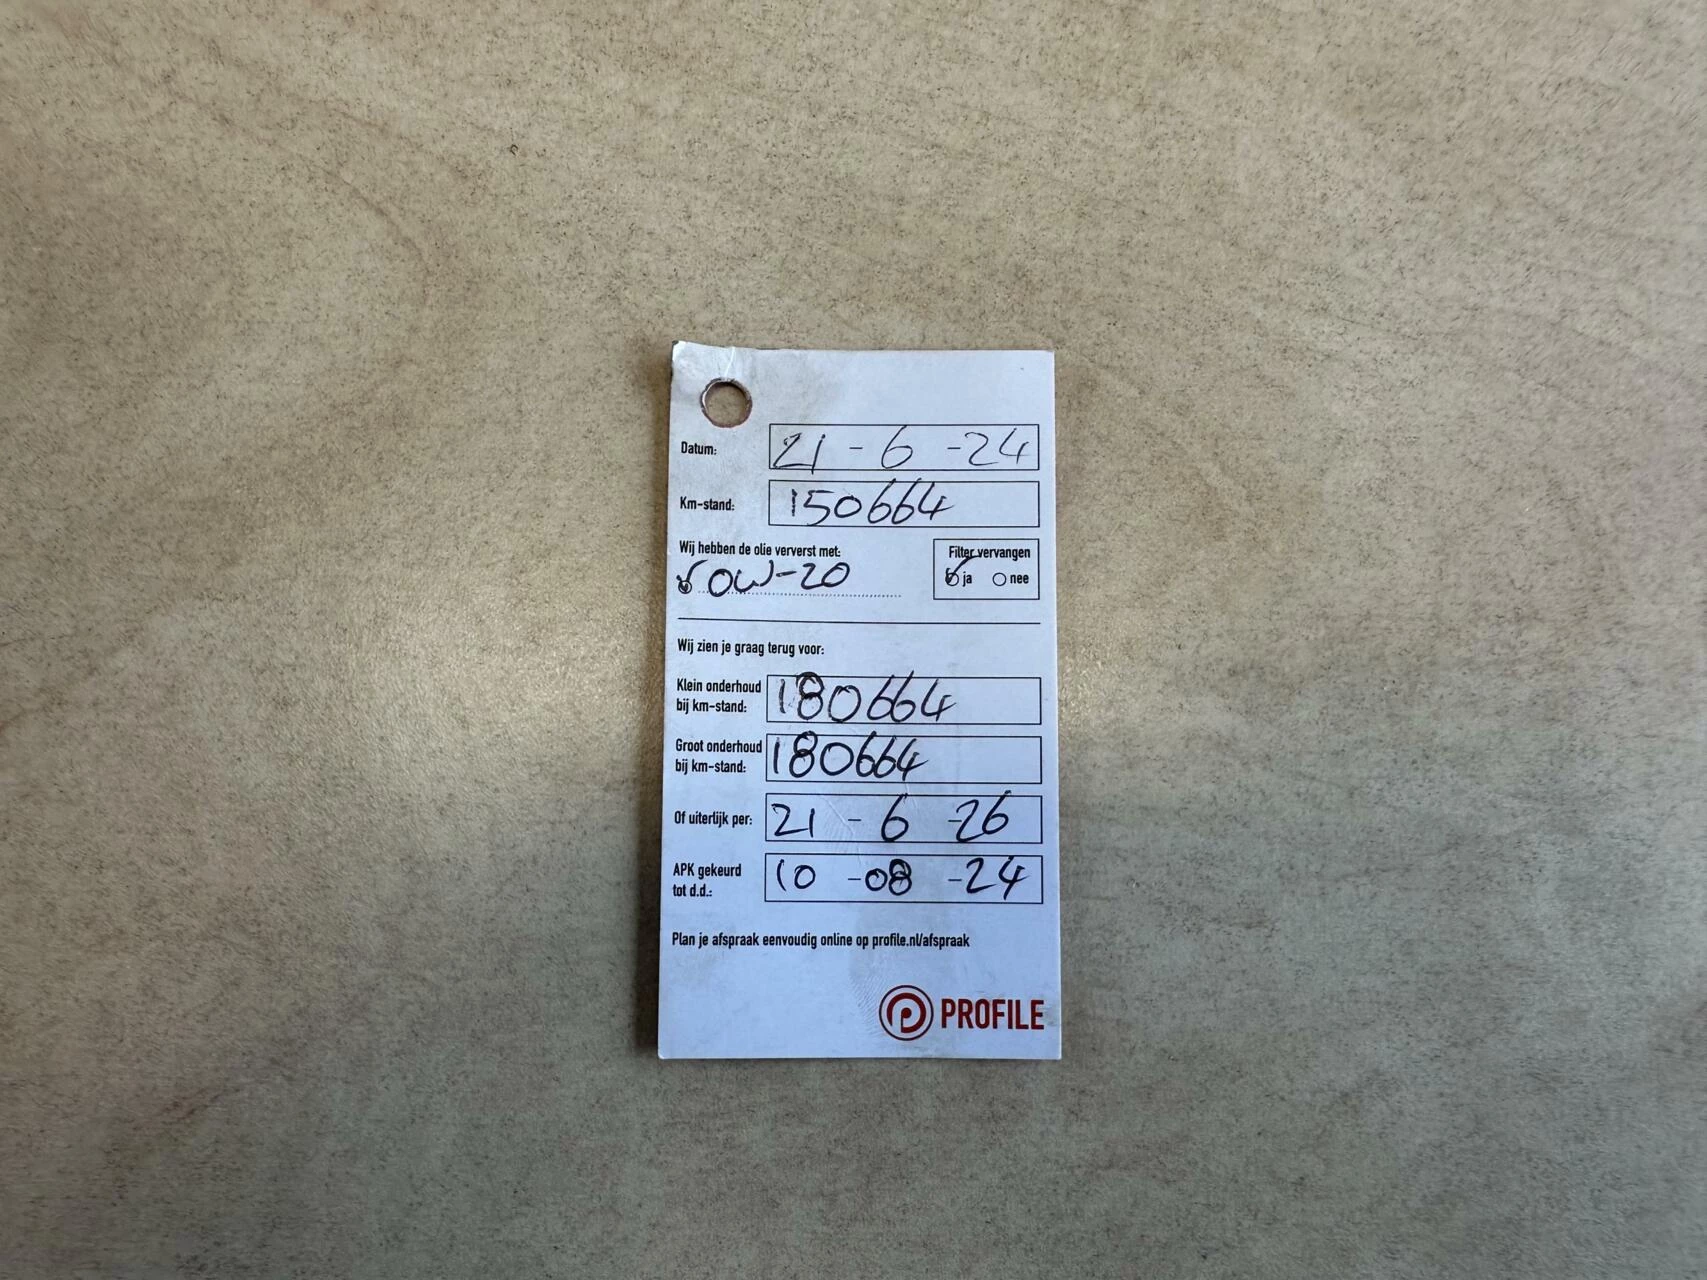 Datum: 21-6-24
Km-stand: 150664
Wij hebben de olie ververst met:
0W-20
Filter vervangen
ja nee
Wij zien je graag terug voor:
Klein onderhoud
bij km-stand: 180664
Groot onderhoud
bij km-stand: 180664
Of uiterlijk per: 21-6-26
APK gekeurd
tot d.d.: 10-08-24
Plan je afspraak eenvoudig online op profile.nl/afspraak
PROFILE